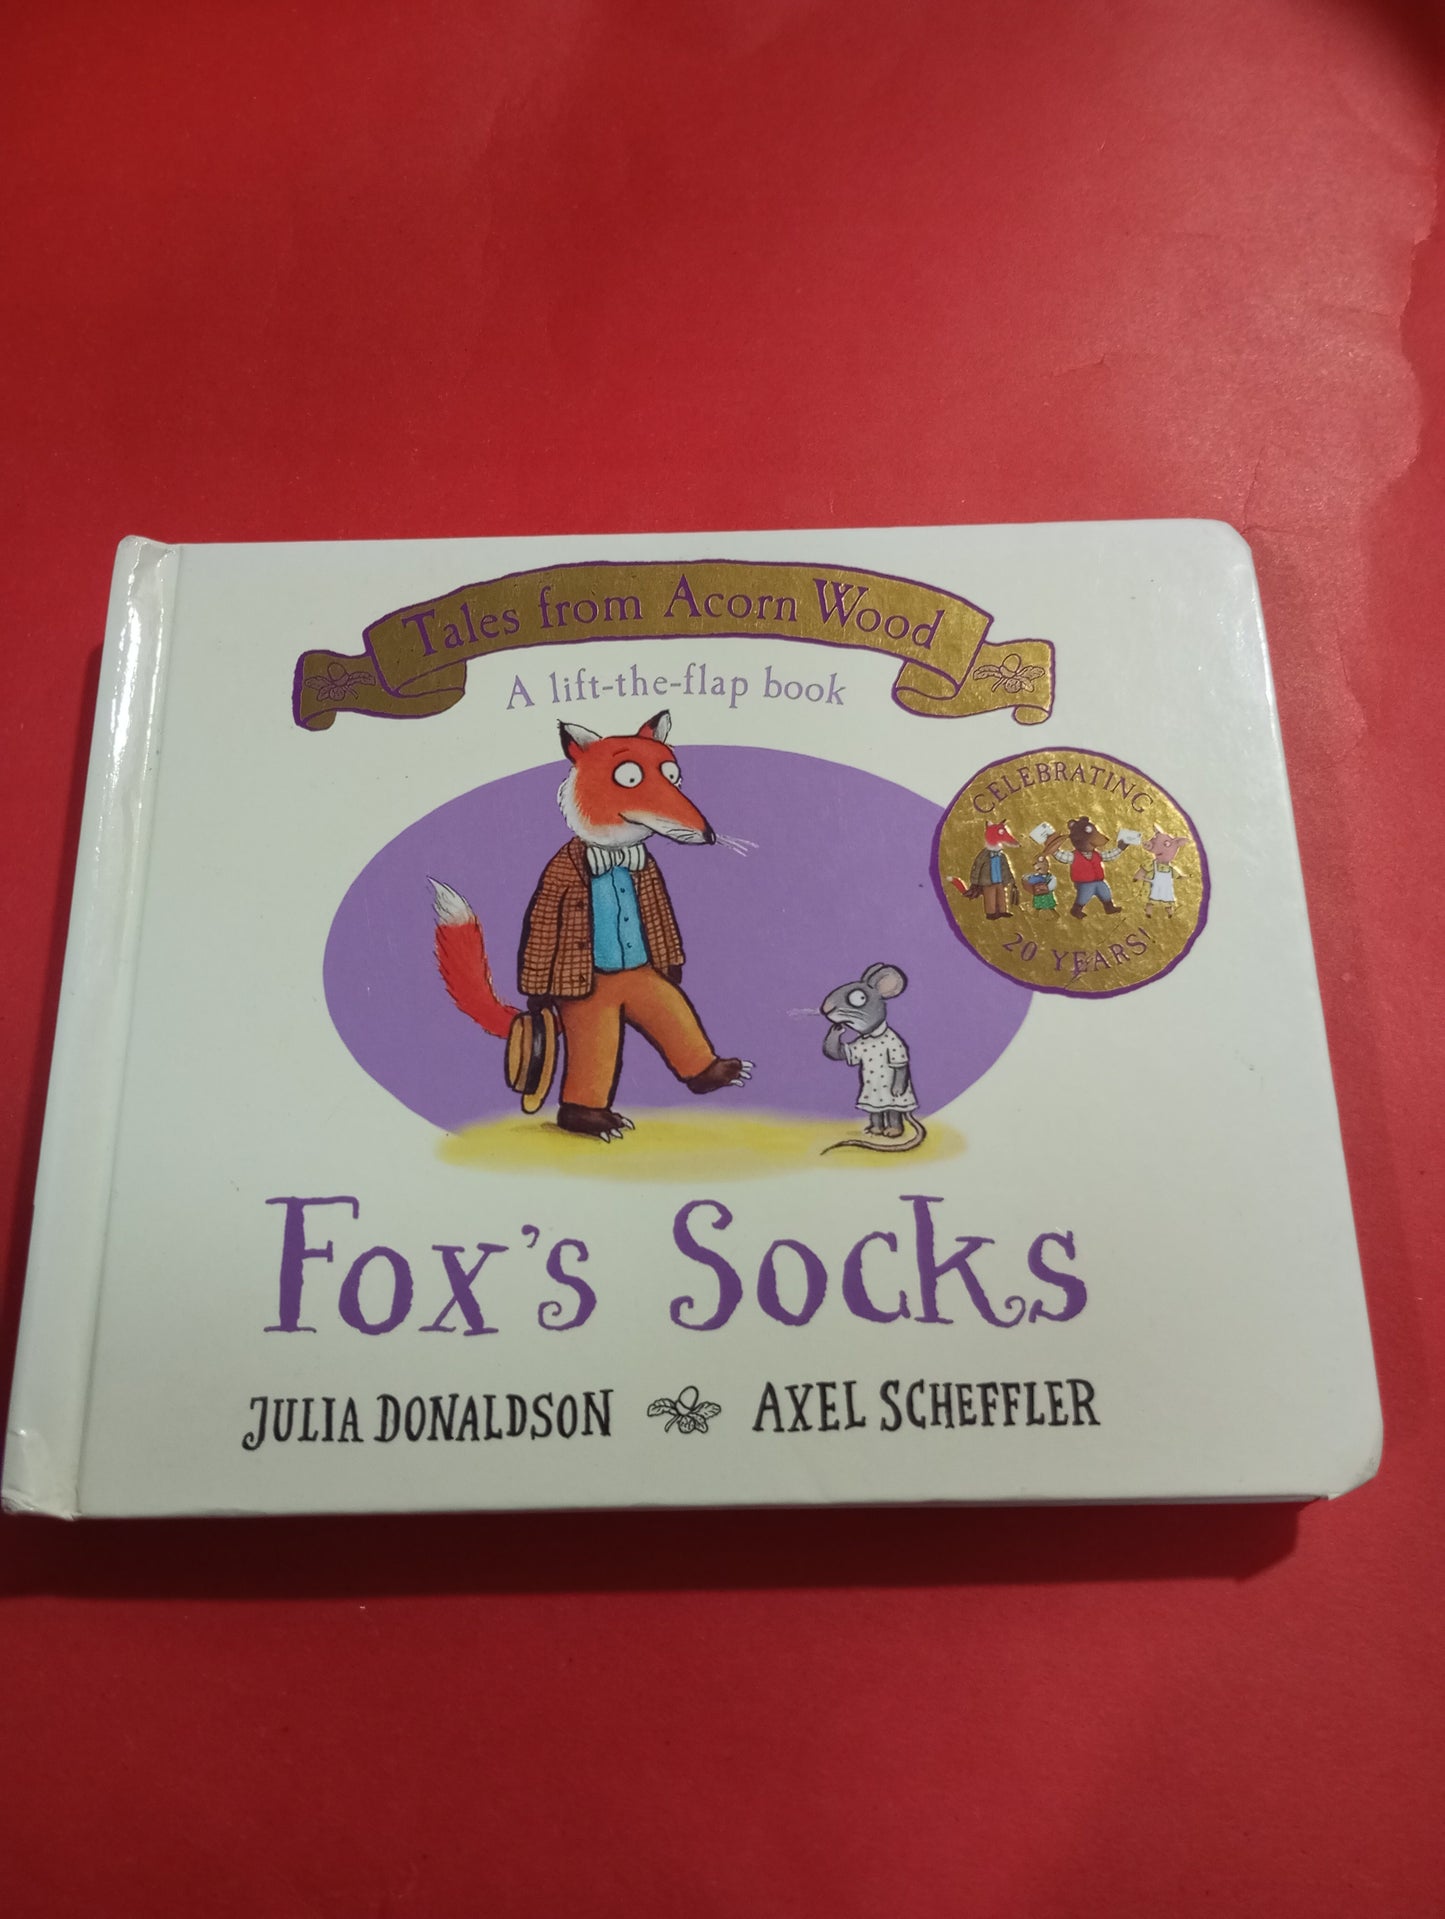 Tales from Acorn Wood
A lift-the-flap book
CELEBRATING
20 YEARS!
Fox's Socks
JULIA DONALDSON AXEL SCHEFFLER